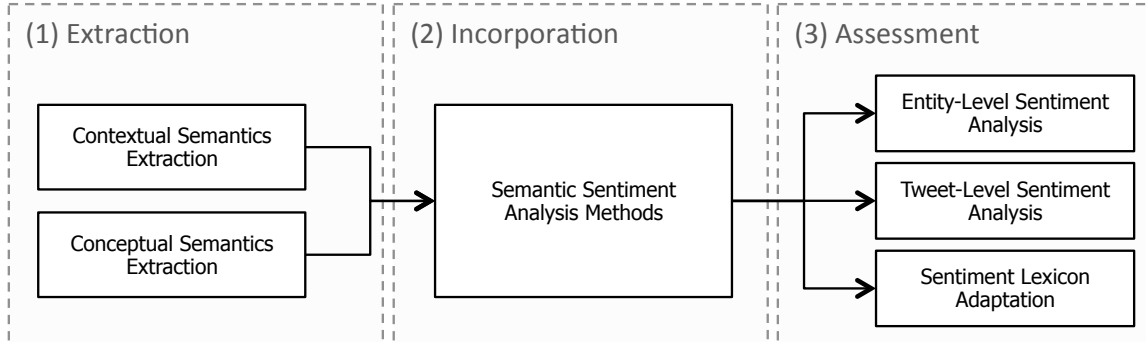 (1) Extraction
Contextual Semantics
Extraction
Conceptual Semantics
Extraction
(2) Incorporation
Semantic Sentiment
Analysis Methods
(3) Assessment
Entity-Level Sentiment
Analysis
Tweet-Level Sentiment
Analysis
Sentiment Lexicon
Adaptation